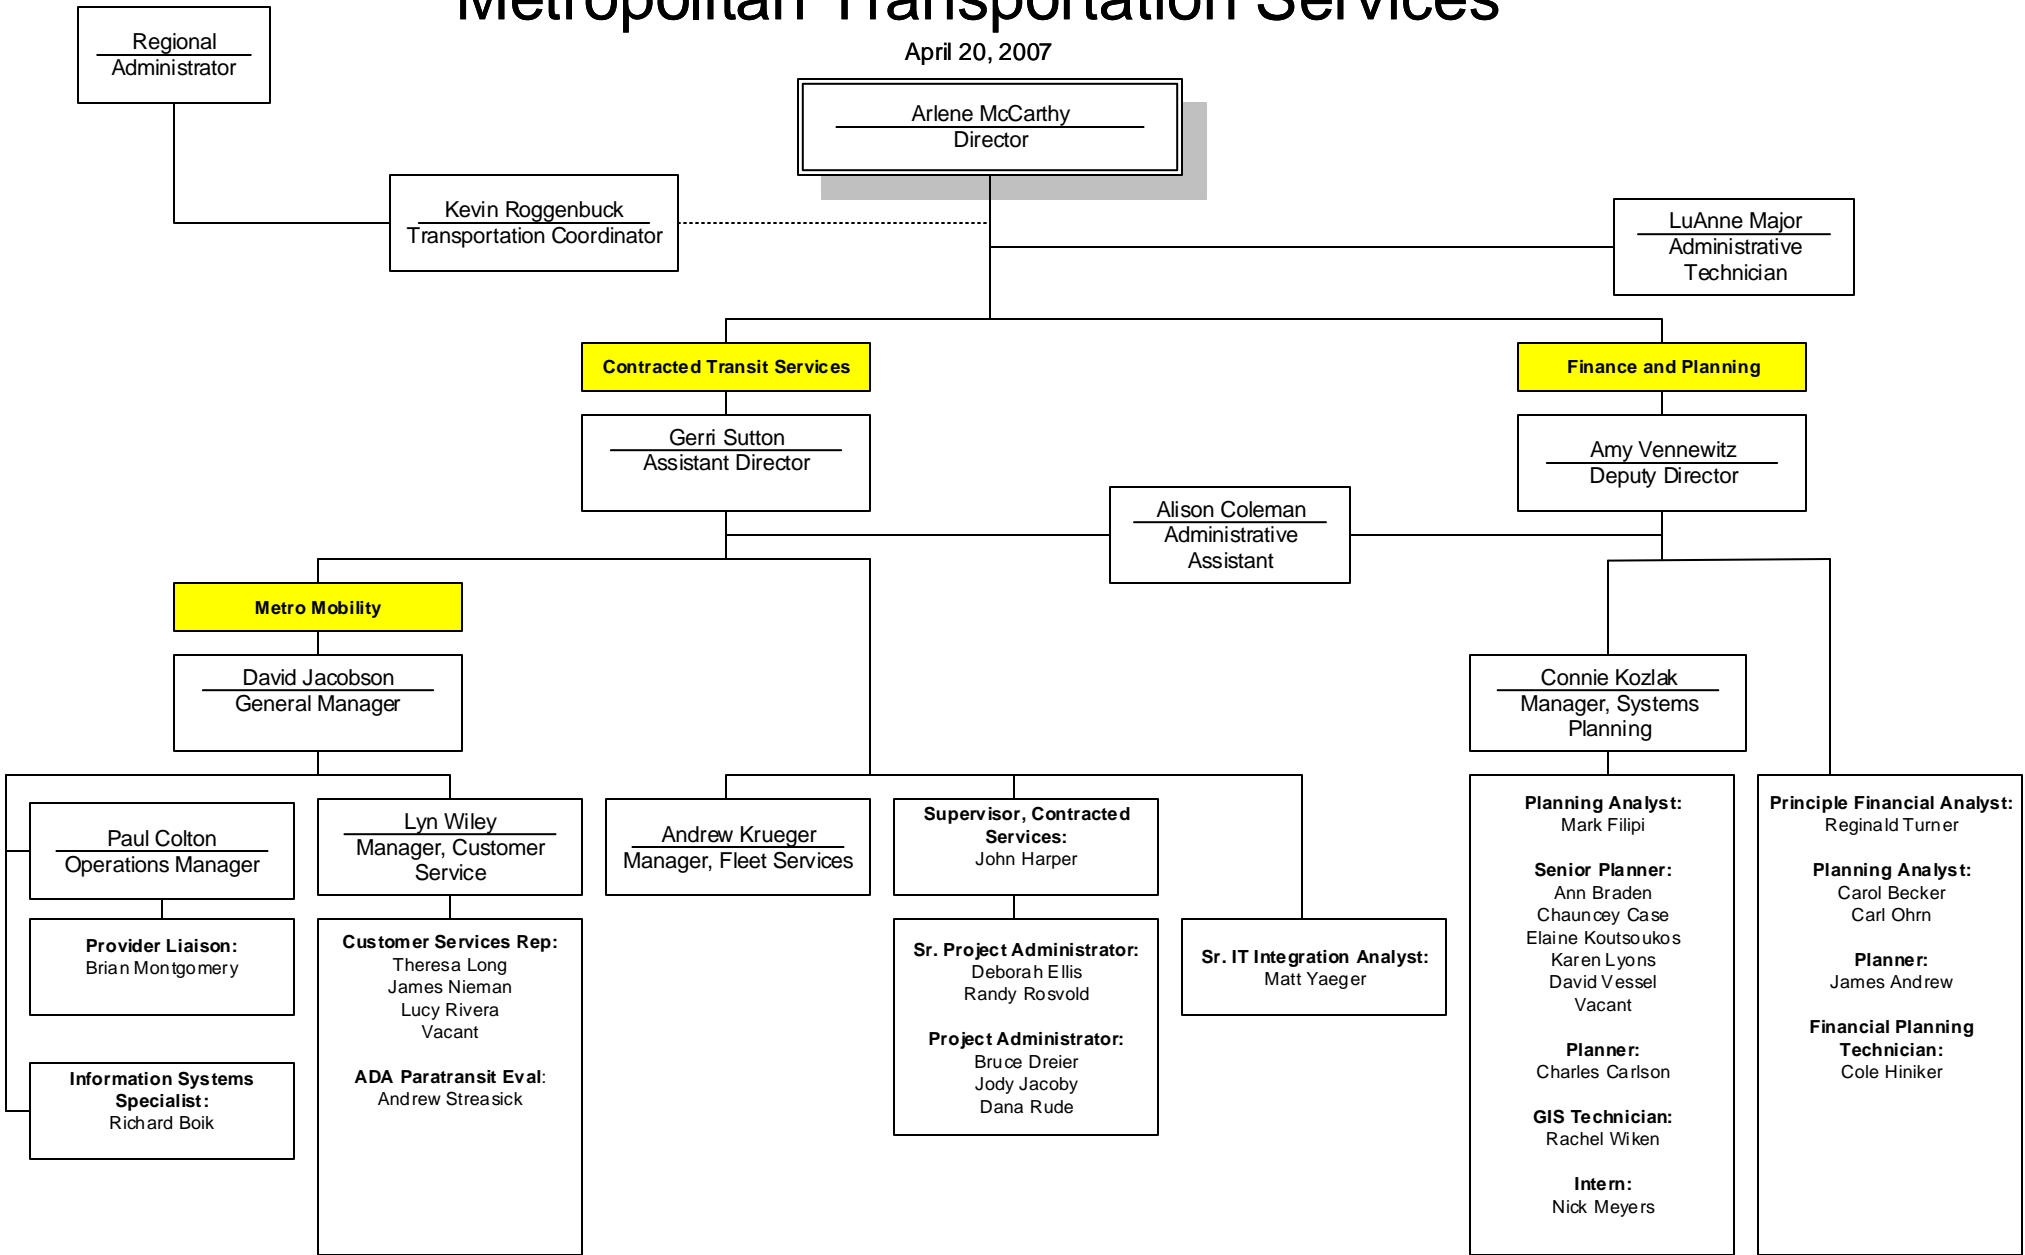 Metropolitan Transportation Services
April 20, 2007
Regional
Administrator
Arlene McCarthy
Director
Kevin Roggenbuck
Transportation Coordinator
LuAnne Major
Administrative
Technician
Contracted Transit Services
Finance and Planning
Gerri Sutton
Assistant Director
Amy Vennewitz
Deputy Director
Alison Coleman
Administrative
Assistant
Metro Mobility
David Jacobson
General Manager
Connie Kozlak
Manager, Systems
Planning
Paul Colton
Operations Manager
Lyn Wiley
Manager, Customer
Service
Andrew Krueger
Manager, Fleet Services
Supervisor, Contracted
Services:
John Harper
Provider Liaison:
Brian Montgomery
Information Systems
Specialist:
Richard Boik
Customer Services Rep:
Theresa Long
James Nieman
Lucy Rivera
Vacant
ADA Paratransit Eval:
Andrew Streasick
Sr. Project Administrator:
Deborah Ellis
Randy Rosvold
Project Administrator:
Bruce Dreier
Jody Jacoby
Dana Rude
Sr. IT Integration Analyst:
Matt Yaeger
Planning Analyst:
Mark Filipi
Senior Planner:
Ann Braden
Chauncey Case
Elaine Koutsoukos
Karen Lyons
David Vessel
Vacant
Planner:
Charles Carlson
GIS Technician:
Rachel Wiken
Intern:
Nick Meyers
Principle Financial Analyst:
Reginald Turner
Planning Analyst:
Carol Becker
Carl Ohrn
Planner:
James Andrew
Financial Planning
Technician:
Cole Hiniker